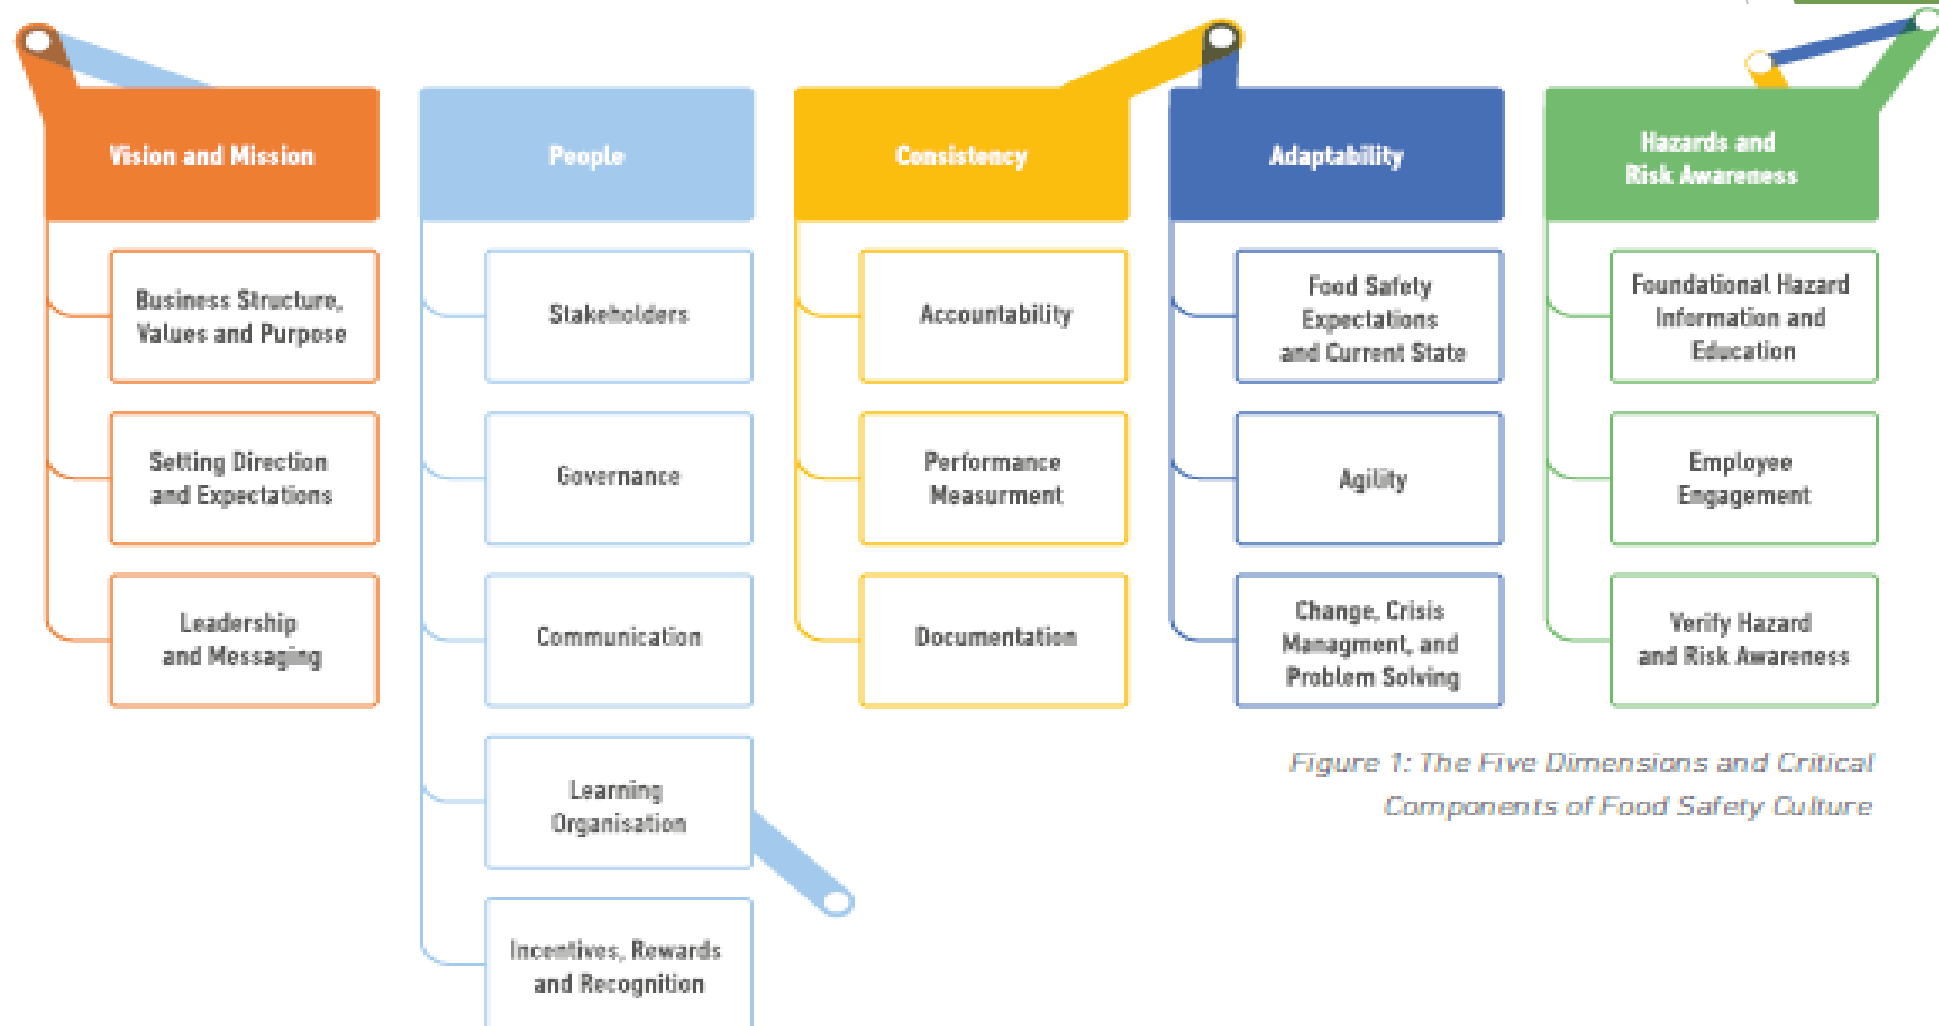 Vision and Mission
Business Structure,
Values and Purpose
Setting Direction
and Expectations
Leadership
and Messaging
People
Stakeholders
Governance
Communication
Learning
Organisation
Incentives, Rewards
and Recognition
Consistency
Accountability
Performance
Measurment
Documentation
Adaptability
Food Safety
Expectations
and Current State
Agility
Change, Crisis
Managment, and
Problem Solving
Hazards and
Risk Awareness
Foundational Hazard
Information and
Education
Employee
Engagement
Verify Hazard
and Risk Awareness
Figure 1: The Five Dimensions and Critical
Components of Food Safety Culture